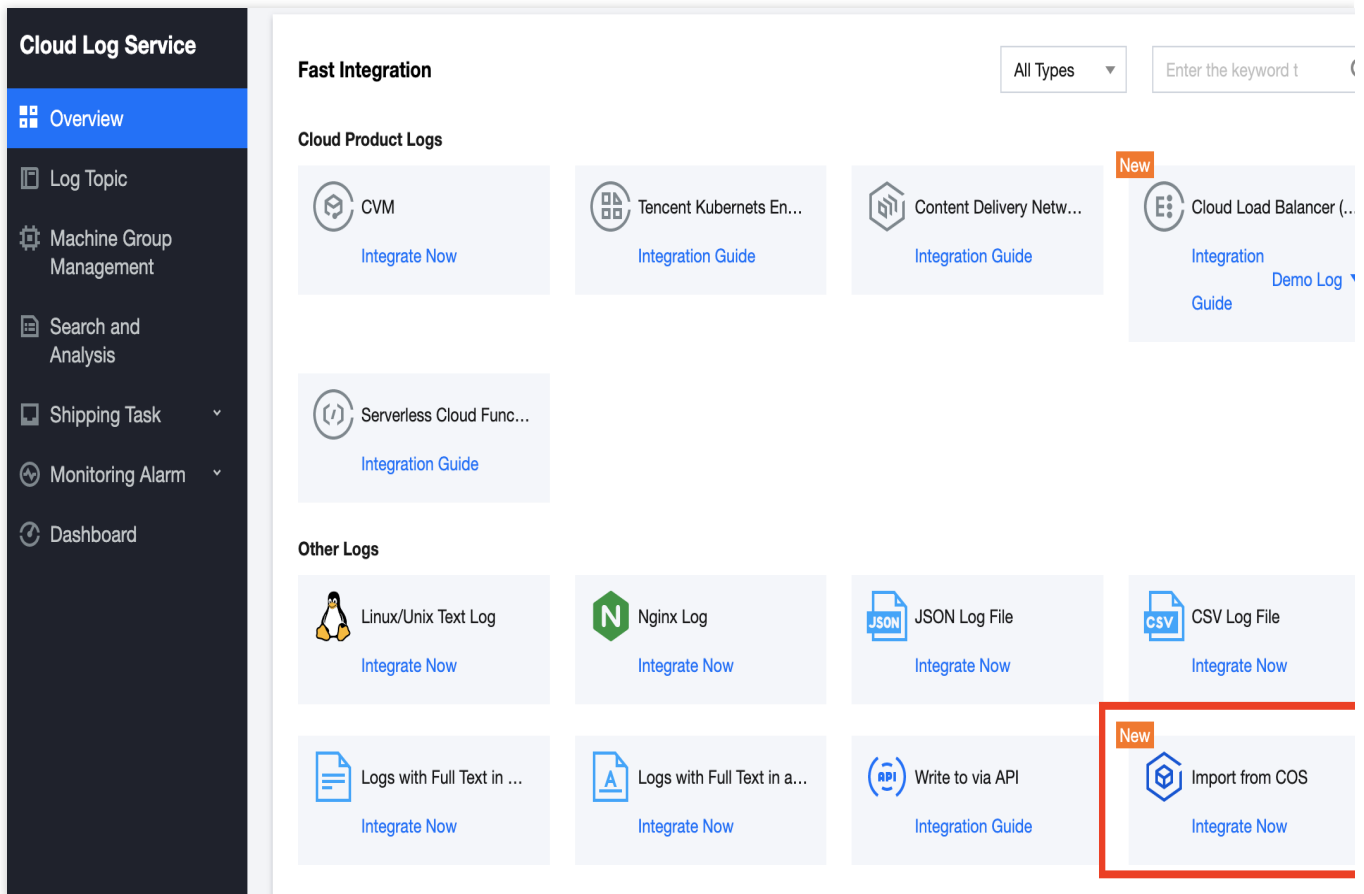 Cloud Log Service
Overview
Log Topic
Machine Group
Management
Search and
Analysis
Shipping Task
Monitoring Alarm
Dashboard
Fast Integration
All Types
Enter the keyword t
Cloud Product Logs
CVM
Integrate Now
Tencent Kubernets En...
Integration Guide
Content Delivery Netw...
Integration Guide
New
E:
Cloud Load Balancer (...
Integration
Guide
Demo Log
Serverless Cloud Func...
Integration Guide
Other Logs
Linux/Unix Text Log
Integrate Now
N
Nginx Log
Integrate Now
JSON
JSON Log File
Integrate Now
CSV
CSV Log File
Integrate Now
Logs with Full Text in ...
Integrate Now
A
Logs with Full Text in a...
Integrate Now
API
Write to via API
Integration Guide
New
Import from COS
Integrate Now